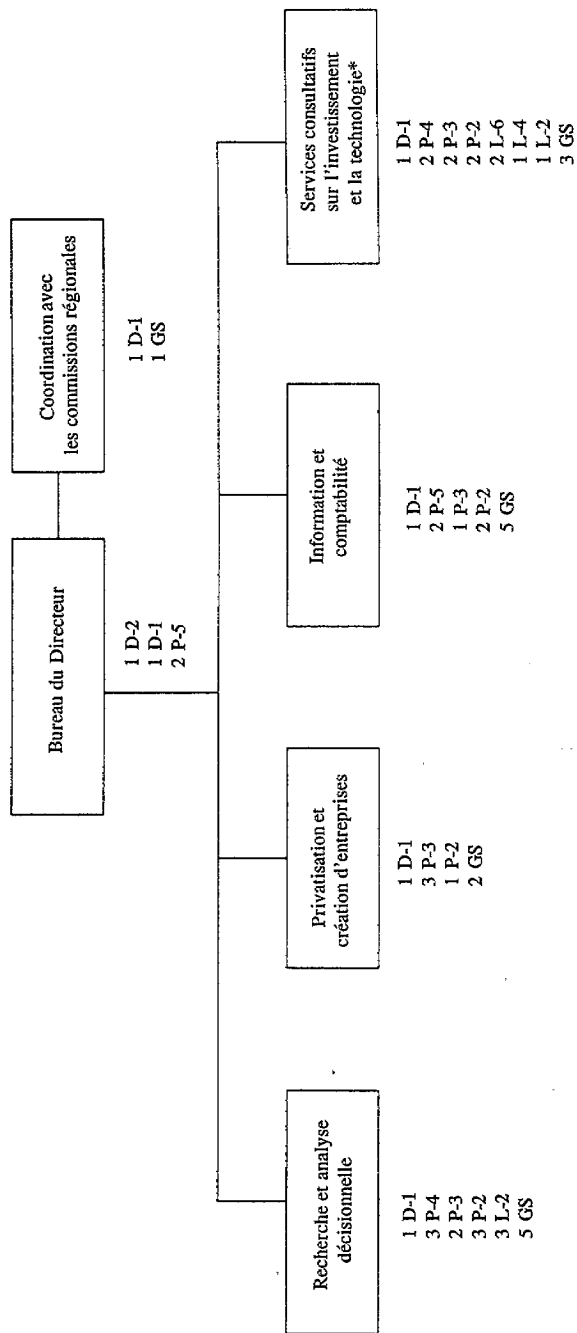 Bureau du Directeur
1 D-2
1 D-1
2 P-5
Coordination avec
les commissions régionales
1 D-1
1 GS
Recherche et analyse
décisionnelle
1 D-1
3 P-4
2 P-3
3 P-2
3 L-2
5 GS
Privatisation et
création d'entreprises
1 D-1
3 P-3
1 P-2
2 GS
Information et
comptabilité
1 D-1
2 P-5
1 P-3
2 P-2
5 GS
Services consultatifs
sur l'investissement
et la technologie*
1 D-1
2 P-4
2 P-3
2 P-2
2 L-6
1 L-4
1 L-2
3 GS